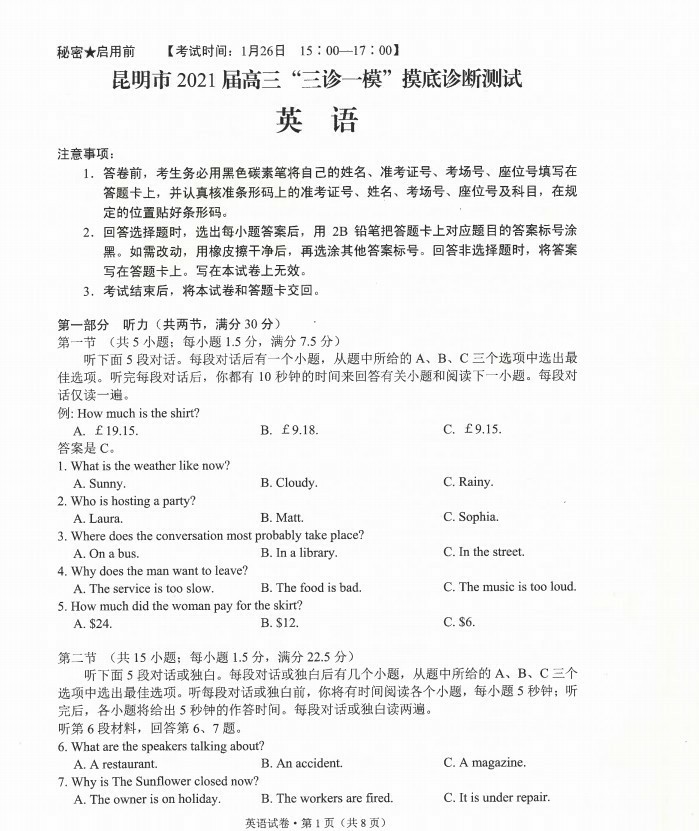 秘密★启用前 【考试时间：1月26日 15：00—17：00】
昆明市 2021 届高三“三诊一模”摸底诊断测试
英 语
注意事项：
1．答卷前，考生务必用黑色碳素笔将自己的姓名、准考证号、考场号、座位号填写在
答题卡上，并认真核准条形码上的准考证号、姓名、考场号、座位号及科目，在规
定的位置贴好条形码。
2．回答选择题时，选出每小题答案后，用 2B 铅笔把答题卡上对应题目的答案标号涂
黑。如需改动，用橡皮擦干净后，再选涂其他答案标号。回答非选择题时，将答案
写在答题卡上。写在本试卷上无效。
3．考试结束后，将本试卷和答题卡交回。
第一部分 听力（共两节，满分 30 分）
第一节 （共 5 小题；每小题 1.5 分，满分 7.5 分）
听下面 5 段对话。每段对话后有一个小题，从题中所给的 A、B、C 三个选项中选出最
佳选项。听完每段对话后，你都有 10 秒钟的时间来回答有关小题和阅读下一小题。每段对
话仅读一遍。
例: How much is the shirt?
A. ￡19.15. B. ￡9.18. C. ￡9.15.
答案是 C。
1. What is the weather like now?
A. Sunny. B. Cloudy. C. Rainy.
2. Who is hosting a party?
A. Laura. B. Matt. C. Sophia.
3. Where does the conversation most probably take place?
A. On a bus. B. In a library. C. In the street.
4. Why does the man want to leave?
A. The service is too slow. B. The food is bad. C. The music is too loud.
5. How much did the woman pay for the skirt?
A. $24. B. $12. C. $6.
第二节 （共 15 小题；每小题 1.5 分，满分 22.5 分）
听下面 5 段对话或独白。每段对话或独白后有几个小题，从题中所给的 A、B、C 三个
选项中选出最佳选项。听每段对话或独白前，你将有时间阅读各个小题，每小题 5 秒钟；听
完后，各小题将给出 5 秒钟的作答时间。每段对话或独白读两遍。
听第 6 段材料，回答第 6、7 题。
6. What are the speakers talking about?
A. A restaurant. B. An accident. C. A magazine.
7. Why is The Sunflower closed now?
A. The owner is on holiday. B. The workers are fired. C. It is under repair.
英语试卷·第 1 页（共 8 页）